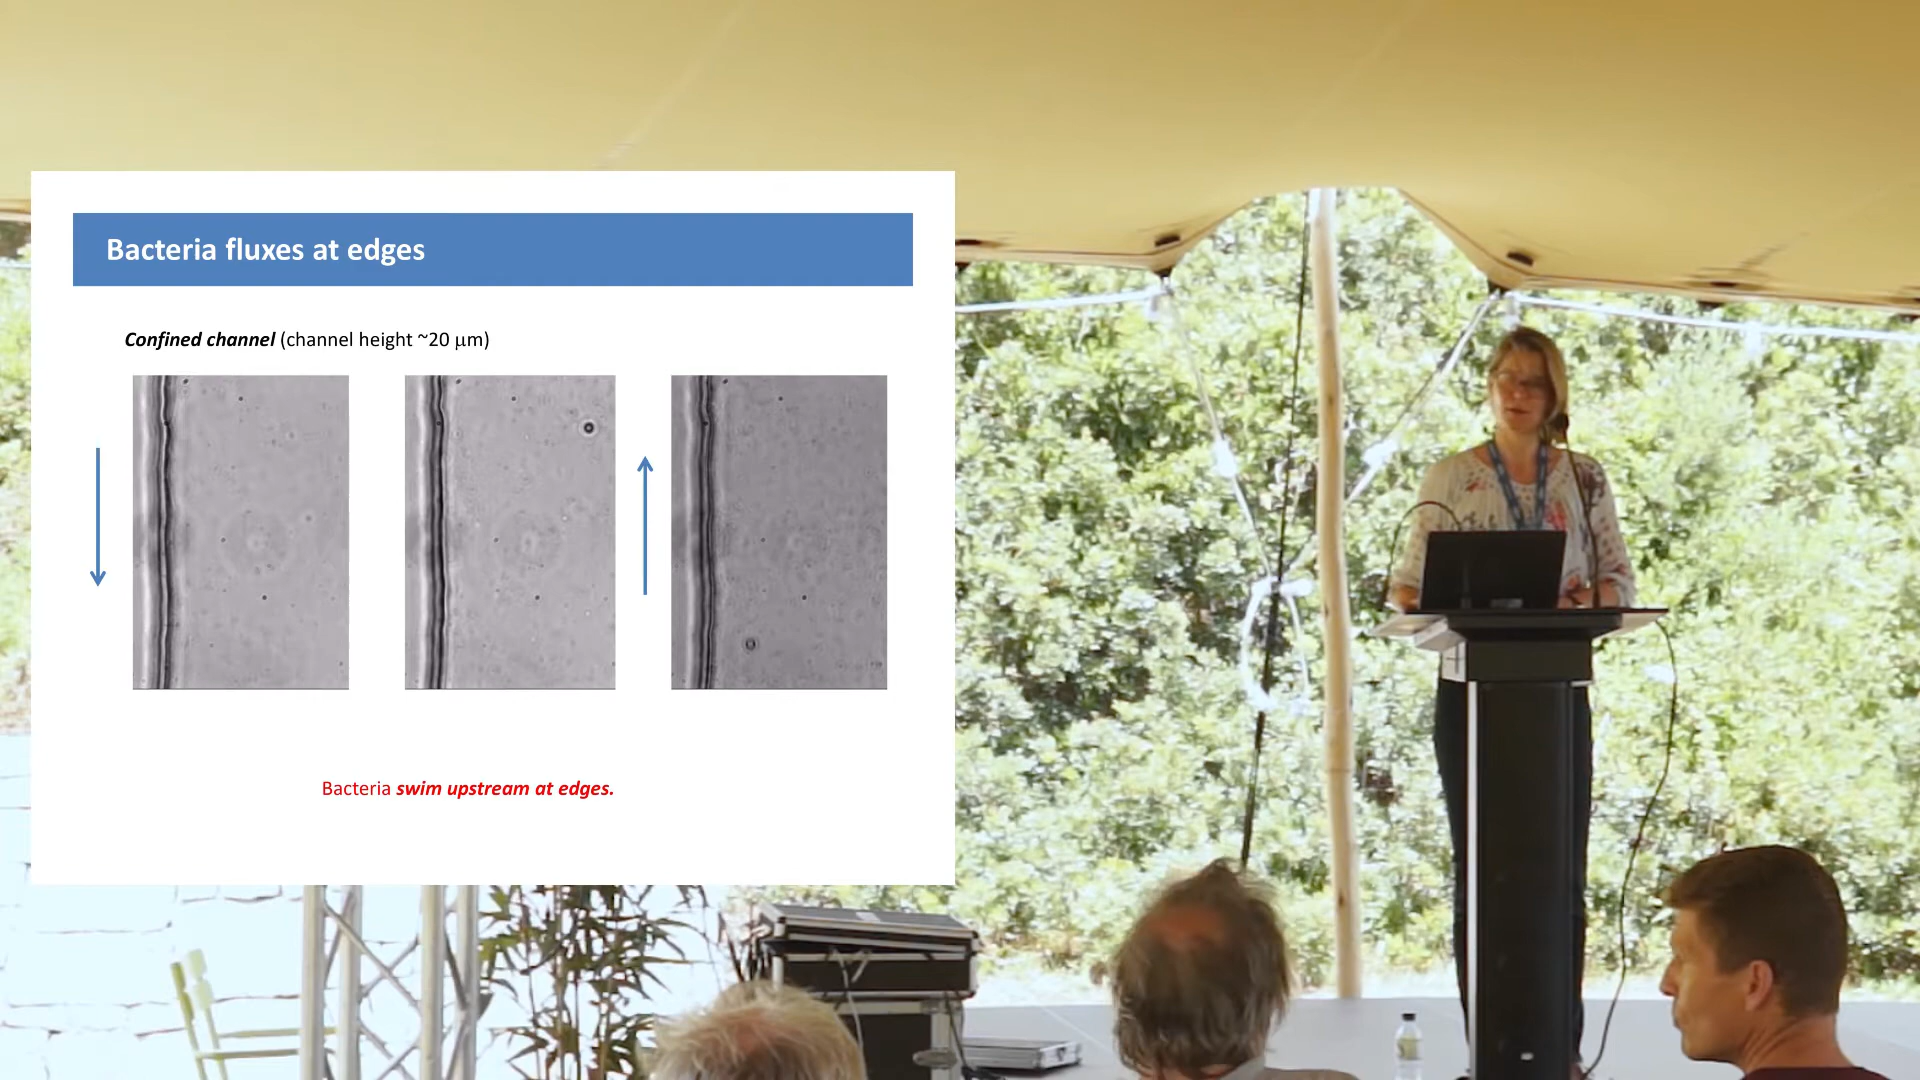 Bacteria fluxes at edges
Confined channel (channel height ~20 μm)
Bacteria swim upstream at edges.